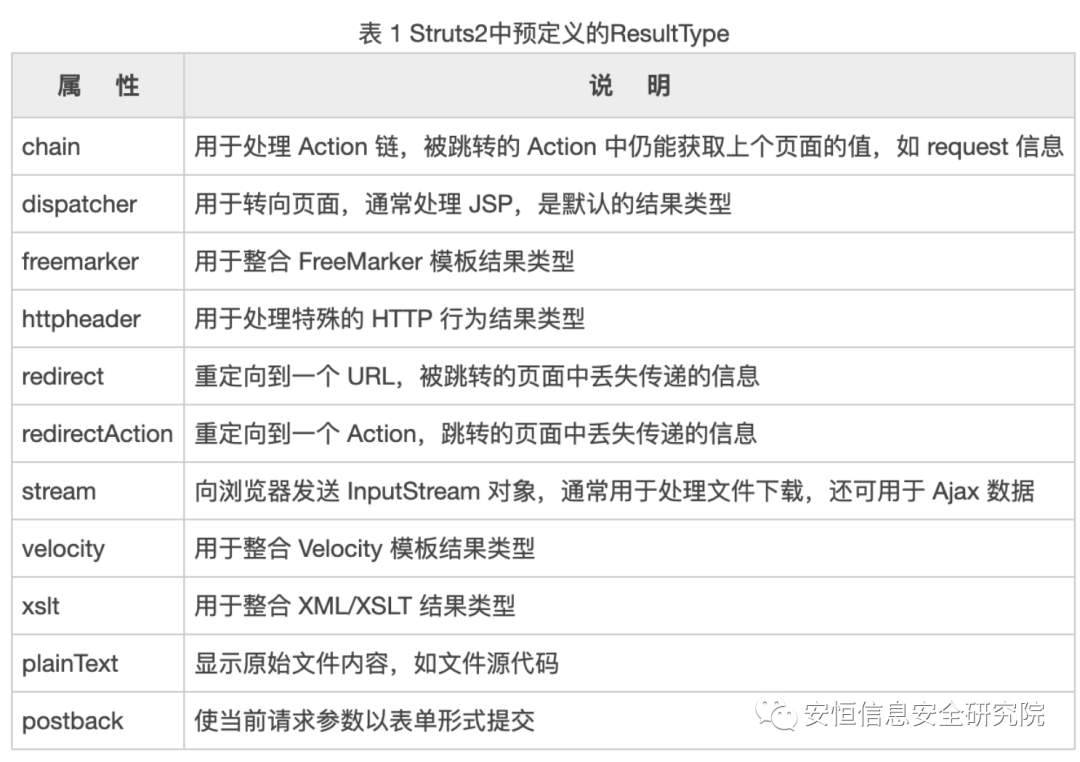 表 1 Struts2中预定义的ResultType
属 性 说 明
chain 用于处理 Action 链，被跳转的 Action 中仍能获取上个页面的值，如 request 信息
dispatcher 用于转向页面，通常处理 JSP，是默认的结果类型
freemarker 用于整合 FreeMarker 模板结果类型
httpheader 用于处理特殊的 HTTP 行为结果类型
redirect 重定向到一个 URL，被跳转的页面中丢失传递的信息
redirectAction 重定向到一个 Action，跳转的页面中丢失传递的信息
stream 向浏览器发送 InputStream 对象，通常用于处理文件下载，还可用于 Ajax 数据
velocity 用于整合 Velocity 模板结果类型
xslt 用于整合 XML/XSLT 结果类型
plainText 显示原始文件内容，如文件源代码
postback 使当前请求参数以表单形式提交
安恒信息安全研究院